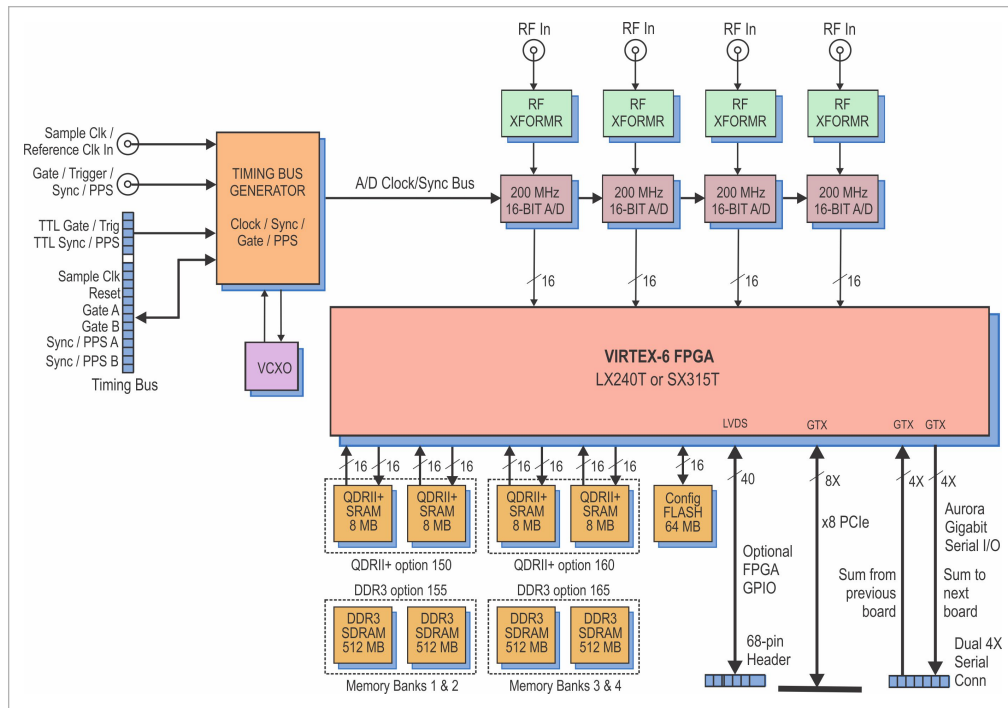 RF In
RF In
RF In
RF In
RF
XFORMR
RF
XFORMR
RF
XFORMR
RF
XFORMR
Sample Clk /
Reference Clk In
Gate / Trigger /
Sync / PPS
TTL Gate / Trig
TTL Sync / PPS
Sample Clk
Reset
Gate A
Gate B
Sync / PPS A
Sync / PPS B
Timing Bus
TIMING BUS
GENERATOR
Clock / Sync /
Gate / PPS
VCXO
A/D Clock/Sync Bus
200 MHz
16-BIT A/D
200 MHz
16-BIT A/D
200 MHz
16-BIT A/D
200 MHz
16-BIT A/D
16
16
16
16
VIRTEX-6 FPGA
LX240T or SX315T
LVDS
GTX
GTX
GTX
16
16
16
16
16
16
16
16
16
40
8X
4X
4X
QDRII+
SRAM
8 MB
QDRII+
SRAM
8 MB
QDRII+
SRAM
8 MB
QDRII+
SRAM
8 MB
Config
FLASH
64 MB
QDRII+ option 150
QDRII+ option 160
DDR3 option 155
DDR3 option 165
DDR3
SDRAM
512 MB
DDR3
SDRAM
512 MB
DDR3
SDRAM
512 MB
DDR3
SDRAM
512 MB
Memory Banks 1 & 2
Memory Banks 3 & 4
Optional
FPGA
GPIO
68-pin
Header
x8 PCIe
Sum from
previous
board
Aurora
Gigabit
Serial I/O
Sum to
next
board
Dual 4X
Serial
Conn